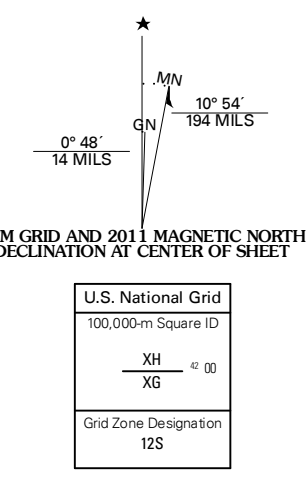 ★
MN
10° 54´
194 MILS
GN
0° 48´
14 MILS
M GRID AND 2011 MAGNETIC NORTH
DECLINATION AT CENTER OF SHEET
U.S. National Grid
100,000-m Square ID
XH
42 00
XG
Grid Zone Designation
12S